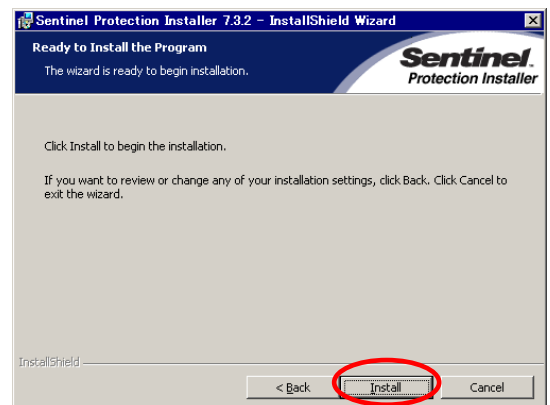 Sentinel Protection Installer 7.3.2 - InstallShield Wizard
Ready to Install the Program
The wizard is ready to begin installation.
Sentinel.
Protection Installer
Click Install to begin the installation.
If you want to review or change any of your installation settings, click Back. Click Cancel to
exit the wizard.
InstallShield
< Back
Install
Cancel